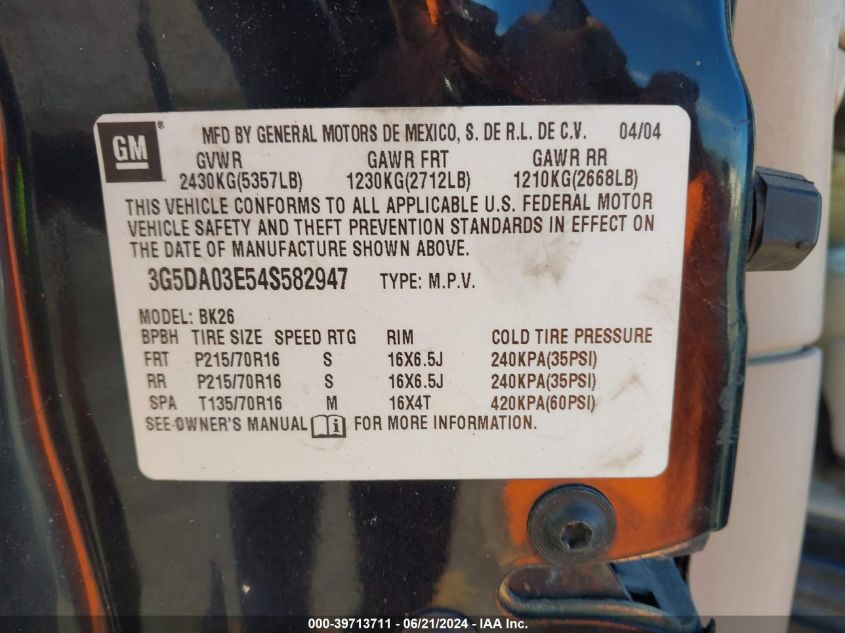 GM ® MFD BY GENERAL MOTORS DE MEXICO, S. DE R.L. DE C.V. 04/04
GVWR GAWR FRT GAWR RR
2430KG(5357LB) 1230KG(2712LB) 1210KG(2668LB)
THIS VEHICLE CONFORMS TO ALL APPLICABLE U.S. FEDERAL MOTOR
VEHICLE SAFETY AND THEFT PREVENTION STANDARDS IN EFFECT ON
THE DATE OF MANUFACTURE SHOWN ABOVE.
3G5DA03E54S582947 TYPE: M.P.V.
MODEL: BK26
BPBH TIRE SIZE SPEED RTG RIM COLD TIRE PRESSURE
FRT P215/70R16 S 16X6.5J 240KPA(35PSI)
RR P215/70R16 S 16X6.5J 240KPA(35PSI)
SPA T135/70R16 M 16X4T 420KPA(60PSI)
SEE OWNER'S MANUAL i FOR MORE INFORMATION.
000-39713711 - 06/21/2024 - IAA Inc.